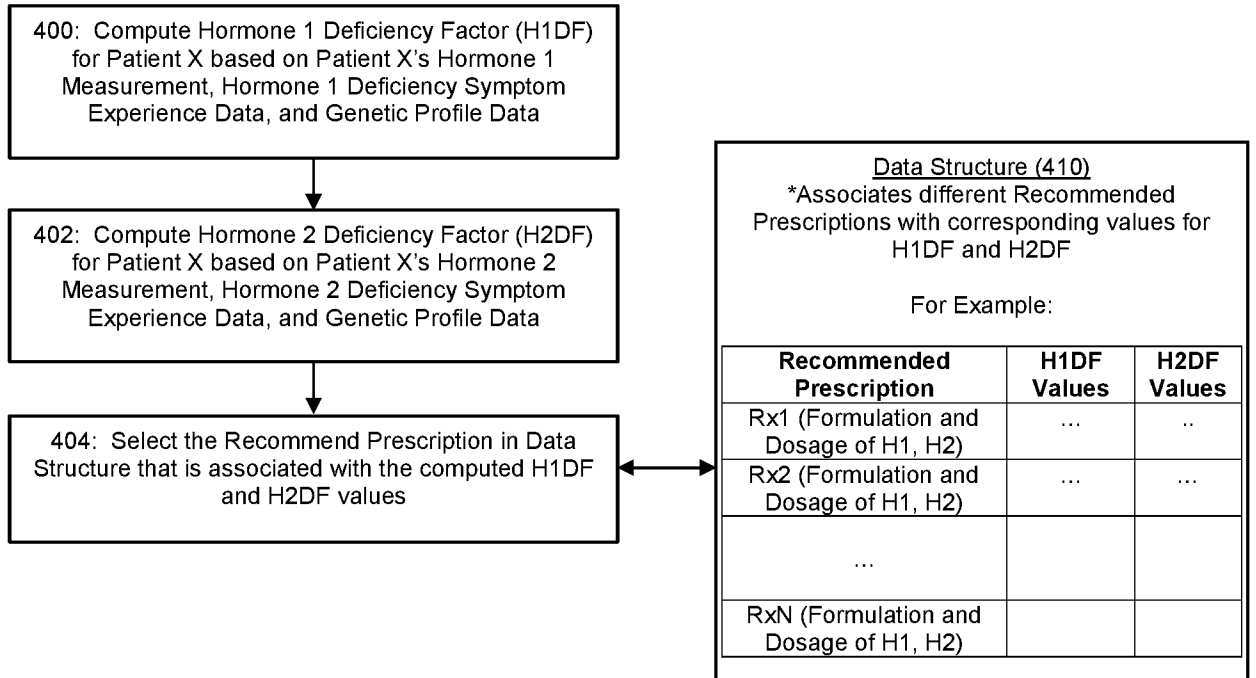 400:  Compute Hormone 1 Deficiency Factor (H1DF)
for Patient X based on Patient X's Hormone 1
Measurement, Hormone 1 Deficiency Symptom
Experience Data, and Genetic Profile Data
402:  Compute Hormone 2 Deficiency Factor (H2DF)
for Patient X based on Patient X's Hormone 2
Measurement, Hormone 2 Deficiency Symptom
Experience Data, and Genetic Profile Data
404:  Select the Recommend Prescription in Data
Structure that is associated with the computed H1DF
and H2DF values
Data Structure (410)
*Associates different Recommended
Prescriptions with corresponding values for
H1DF and H2DF
For Example:
Recommended H1DF H2DF
Prescription Values Values
Rx1 (Formulation and ... ..
Dosage of H1, H2)
Rx2 (Formulation and ... ...
Dosage of H1, H2)
...
RxN (Formulation and
Dosage of H1, H2)